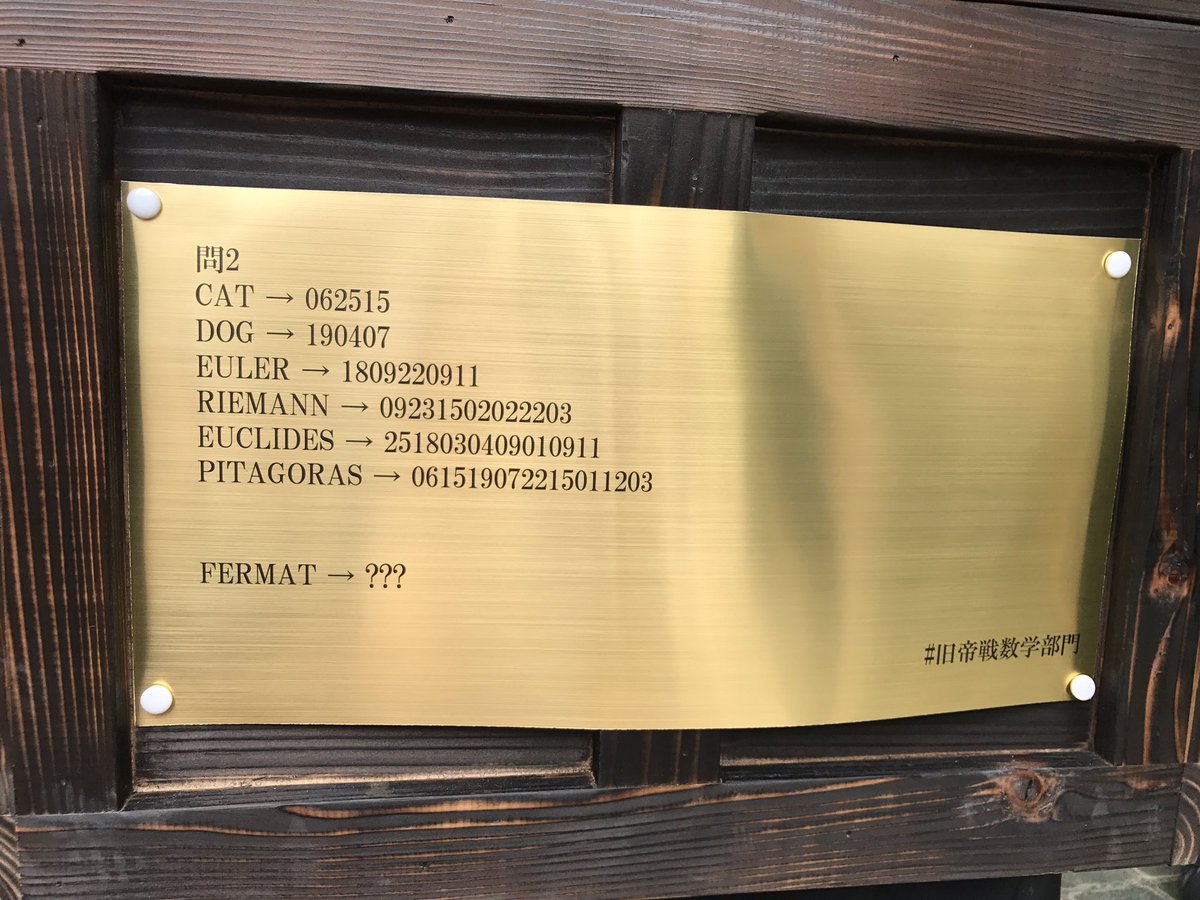 問2
CAT → 062515
DOG → 190407
EULER → 1809220911
RIEMANN → 09231502022203
EUCLIDES → 2518030409010911
PITAGORAS → 061519072215011203
FERMAT → ???
#旧帝戦数学部門